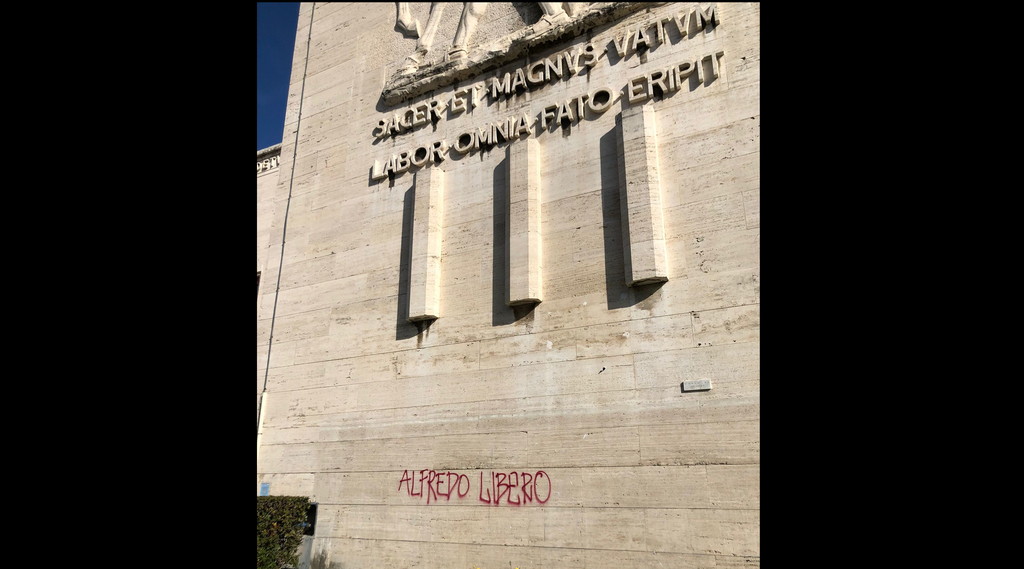 SACER·ET·MAGNVS·VATVM
LABOR·OMNIA·FATO·ERIPIT
ALFREDO LIBERO